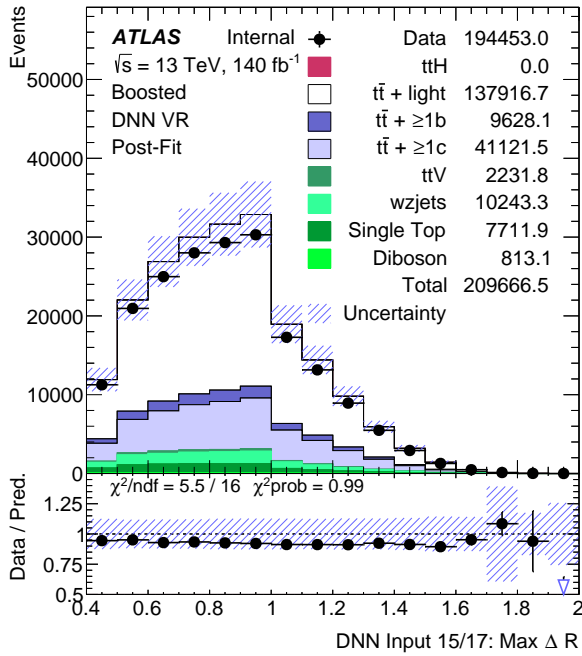 Events
60000
50000
40000
30000
20000
10000
0
ATLAS Internal
√s = 13 TeV, 140 fb⁻¹
Boosted
DNN VR
Post-Fit
Data 194453.0
ttH 0.0
tt̄ + light 137916.7
tt̄ + ≥1b 9628.1
tt̄ + ≥1c 41121.5
ttV 2231.8
wzjets 10243.3
Single Top 7711.9
Diboson 813.1
Total 209666.5
Uncertainty
χ²/ndf = 5.5 / 16 χ²prob = 0.99
Data / Pred.
1.25
1
0.75
0.5
0.4 0.6 0.8 1 1.2 1.4 1.6 1.8 2
DNN Input 15/17: Max Δ R